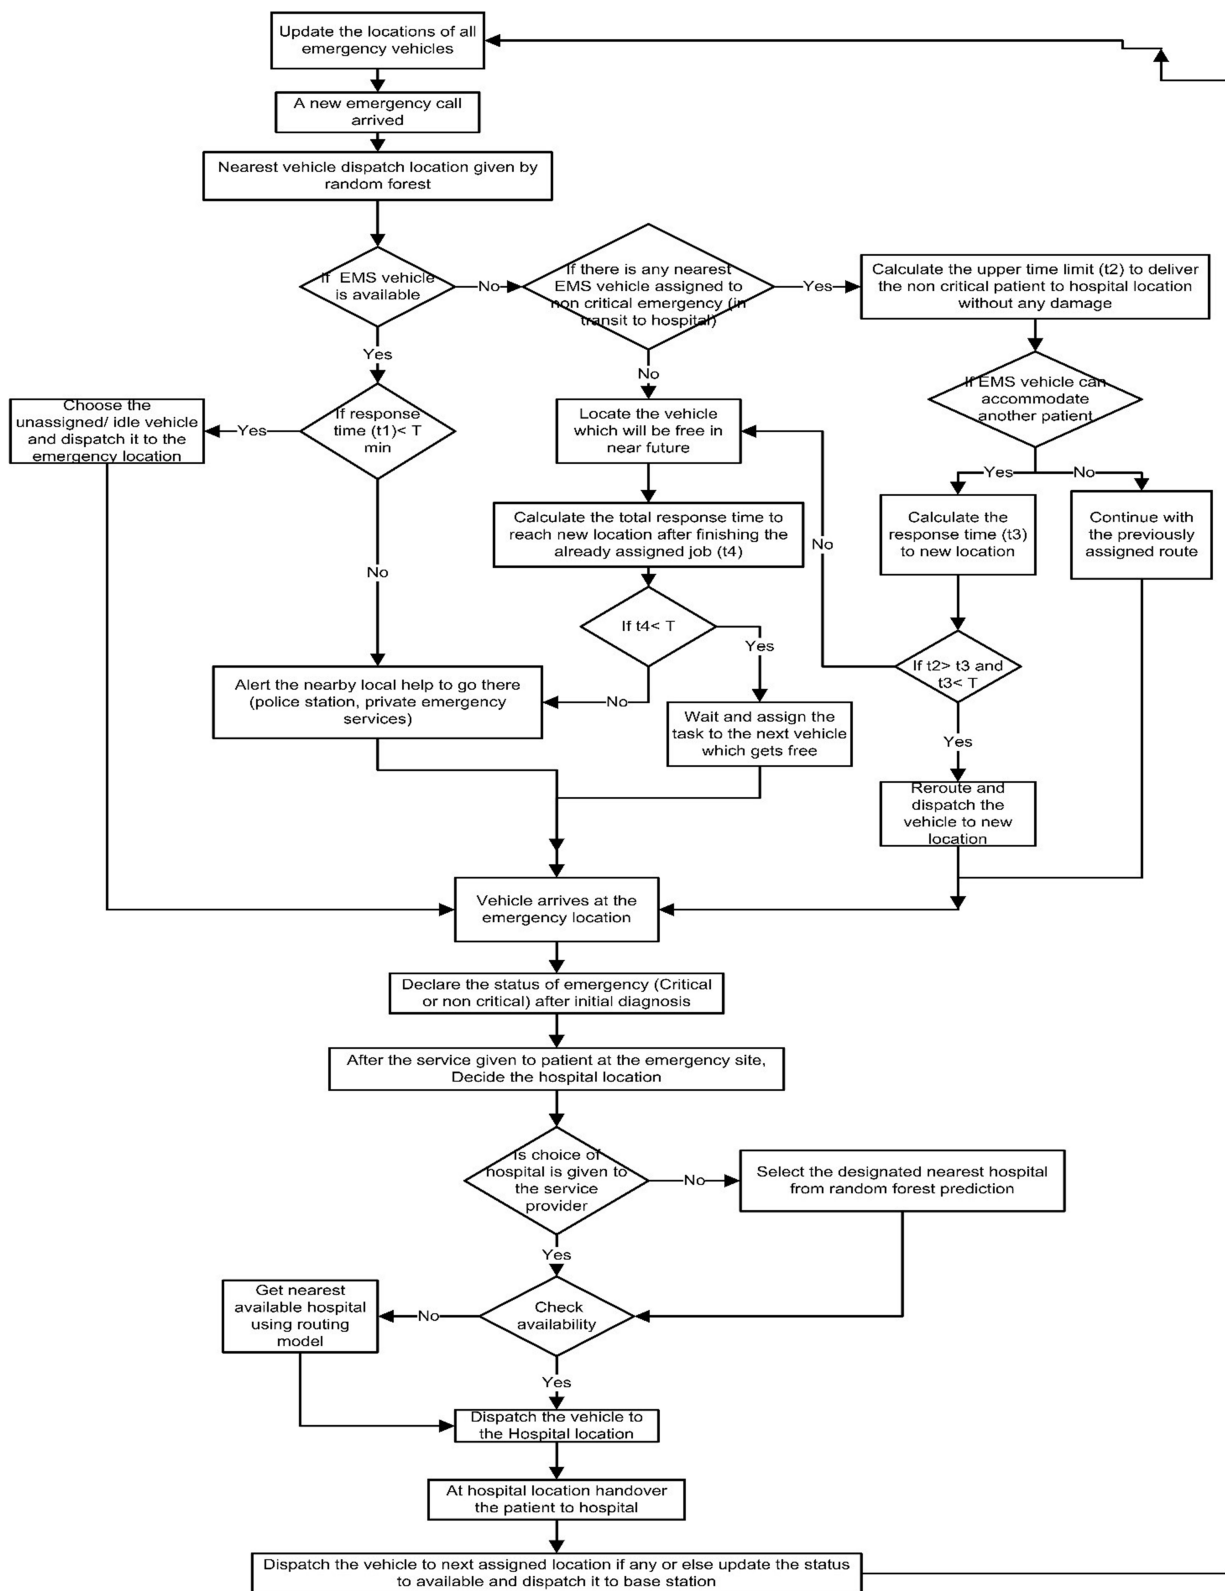 Update the locations of all
emergency vehicles
A new emergency call
arrived
Nearest vehicle dispatch location given by
random forest
If EMS vehicle
is available
No
If there is any nearest
EMS vehicle assigned to
non critical emergency (in
transit to hospital)
Yes
Calculate the upper time limit (t2) to deliver
the non critical patient to hospital location
without any damage
Yes
No
If EMS vehicle can
accommodate
another patient
Choose the
unassigned/ idle vehicle
and dispatch it to the
emergency location
Yes
If response
time (t1)< T
min
Locate the vehicle
which will be free in
near future
Yes
No
Calculate the total response time to
reach new location after finishing the
already assigned job (t4)
No
Calculate the
response time (t3)
to new location
Continue with
the previously
assigned route
No
If t4< T
Yes
If t2> t3 and
t3< T
Alert the nearby local help to go there
(police station, private emergency
services)
No
Wait and assign the
task to the next vehicle
which gets free
Yes
Reroute and
dispatch the
vehicle to new
location
Vehicle arrives at the
emergency location
Declare the status of emergency (Critical
or non critical) after initial diagnosis
After the service given to patient at the emergency site,
Decide the hospital location
Is choice of
hospital is given to
the service
provider
No
Select the designated nearest hospital
from random forest prediction
Yes
Get nearest
available hospital
using routing
model
No
Check
availability
Yes
Dispatch the vehicle to
the Hospital location
At hospital location handover
the patient to hospital
Dispatch the vehicle to next assigned location if any or else update the status
to available and dispatch it to base station